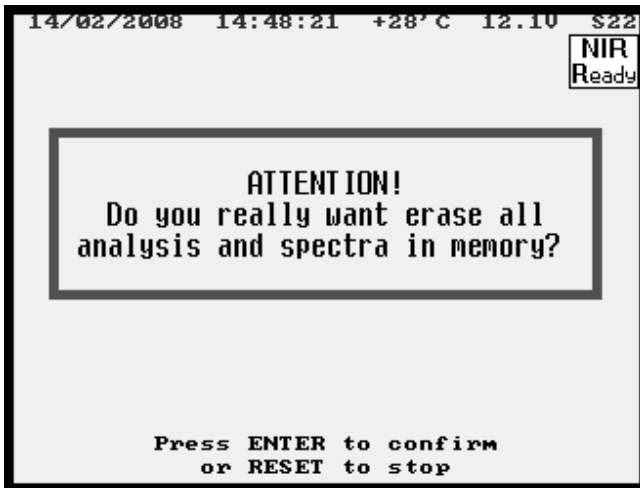 14/02/2008 14:48:21 +28'C 12.1V S22
NIR
Ready
ATTENTION!
Do you really want erase all
analysis and spectra in memory?
Press ENTER to confirm
or RESET to stop